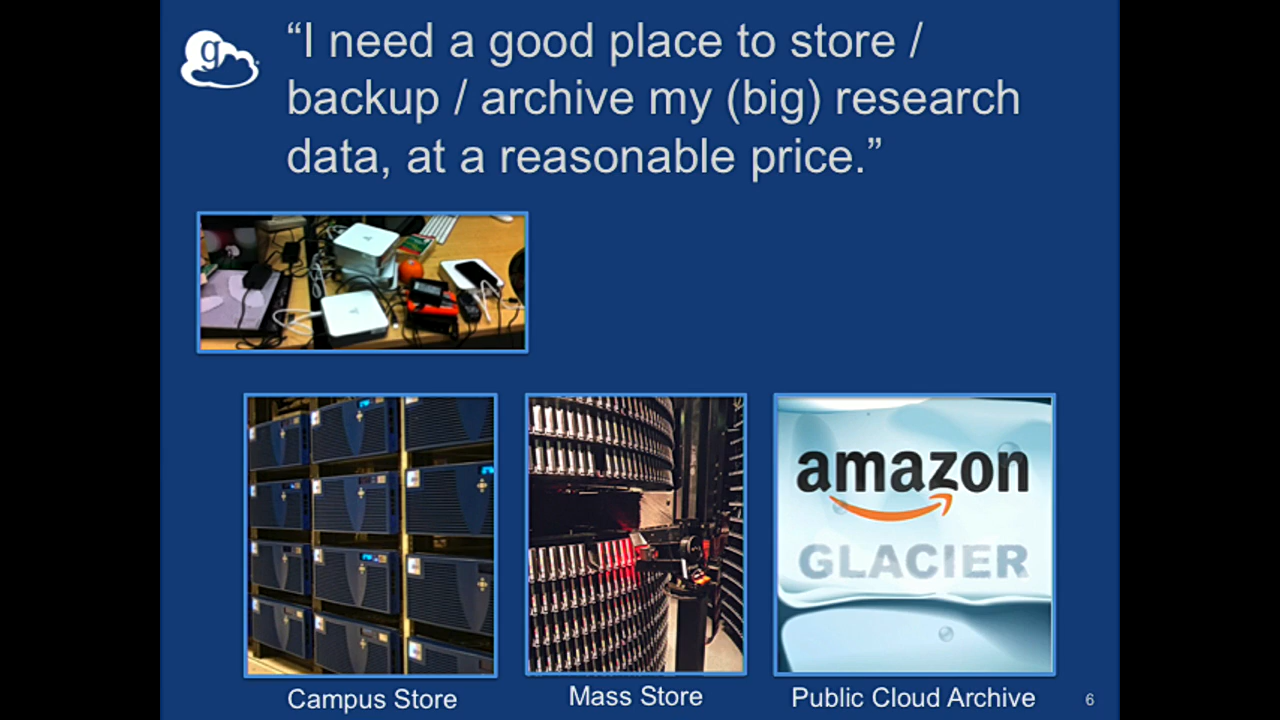 g
“I need a good place to store /
backup / archive my (big) research
data, at a reasonable price.”
amazon
GLACIER
Campus Store
Mass Store
Public Cloud Archive
6